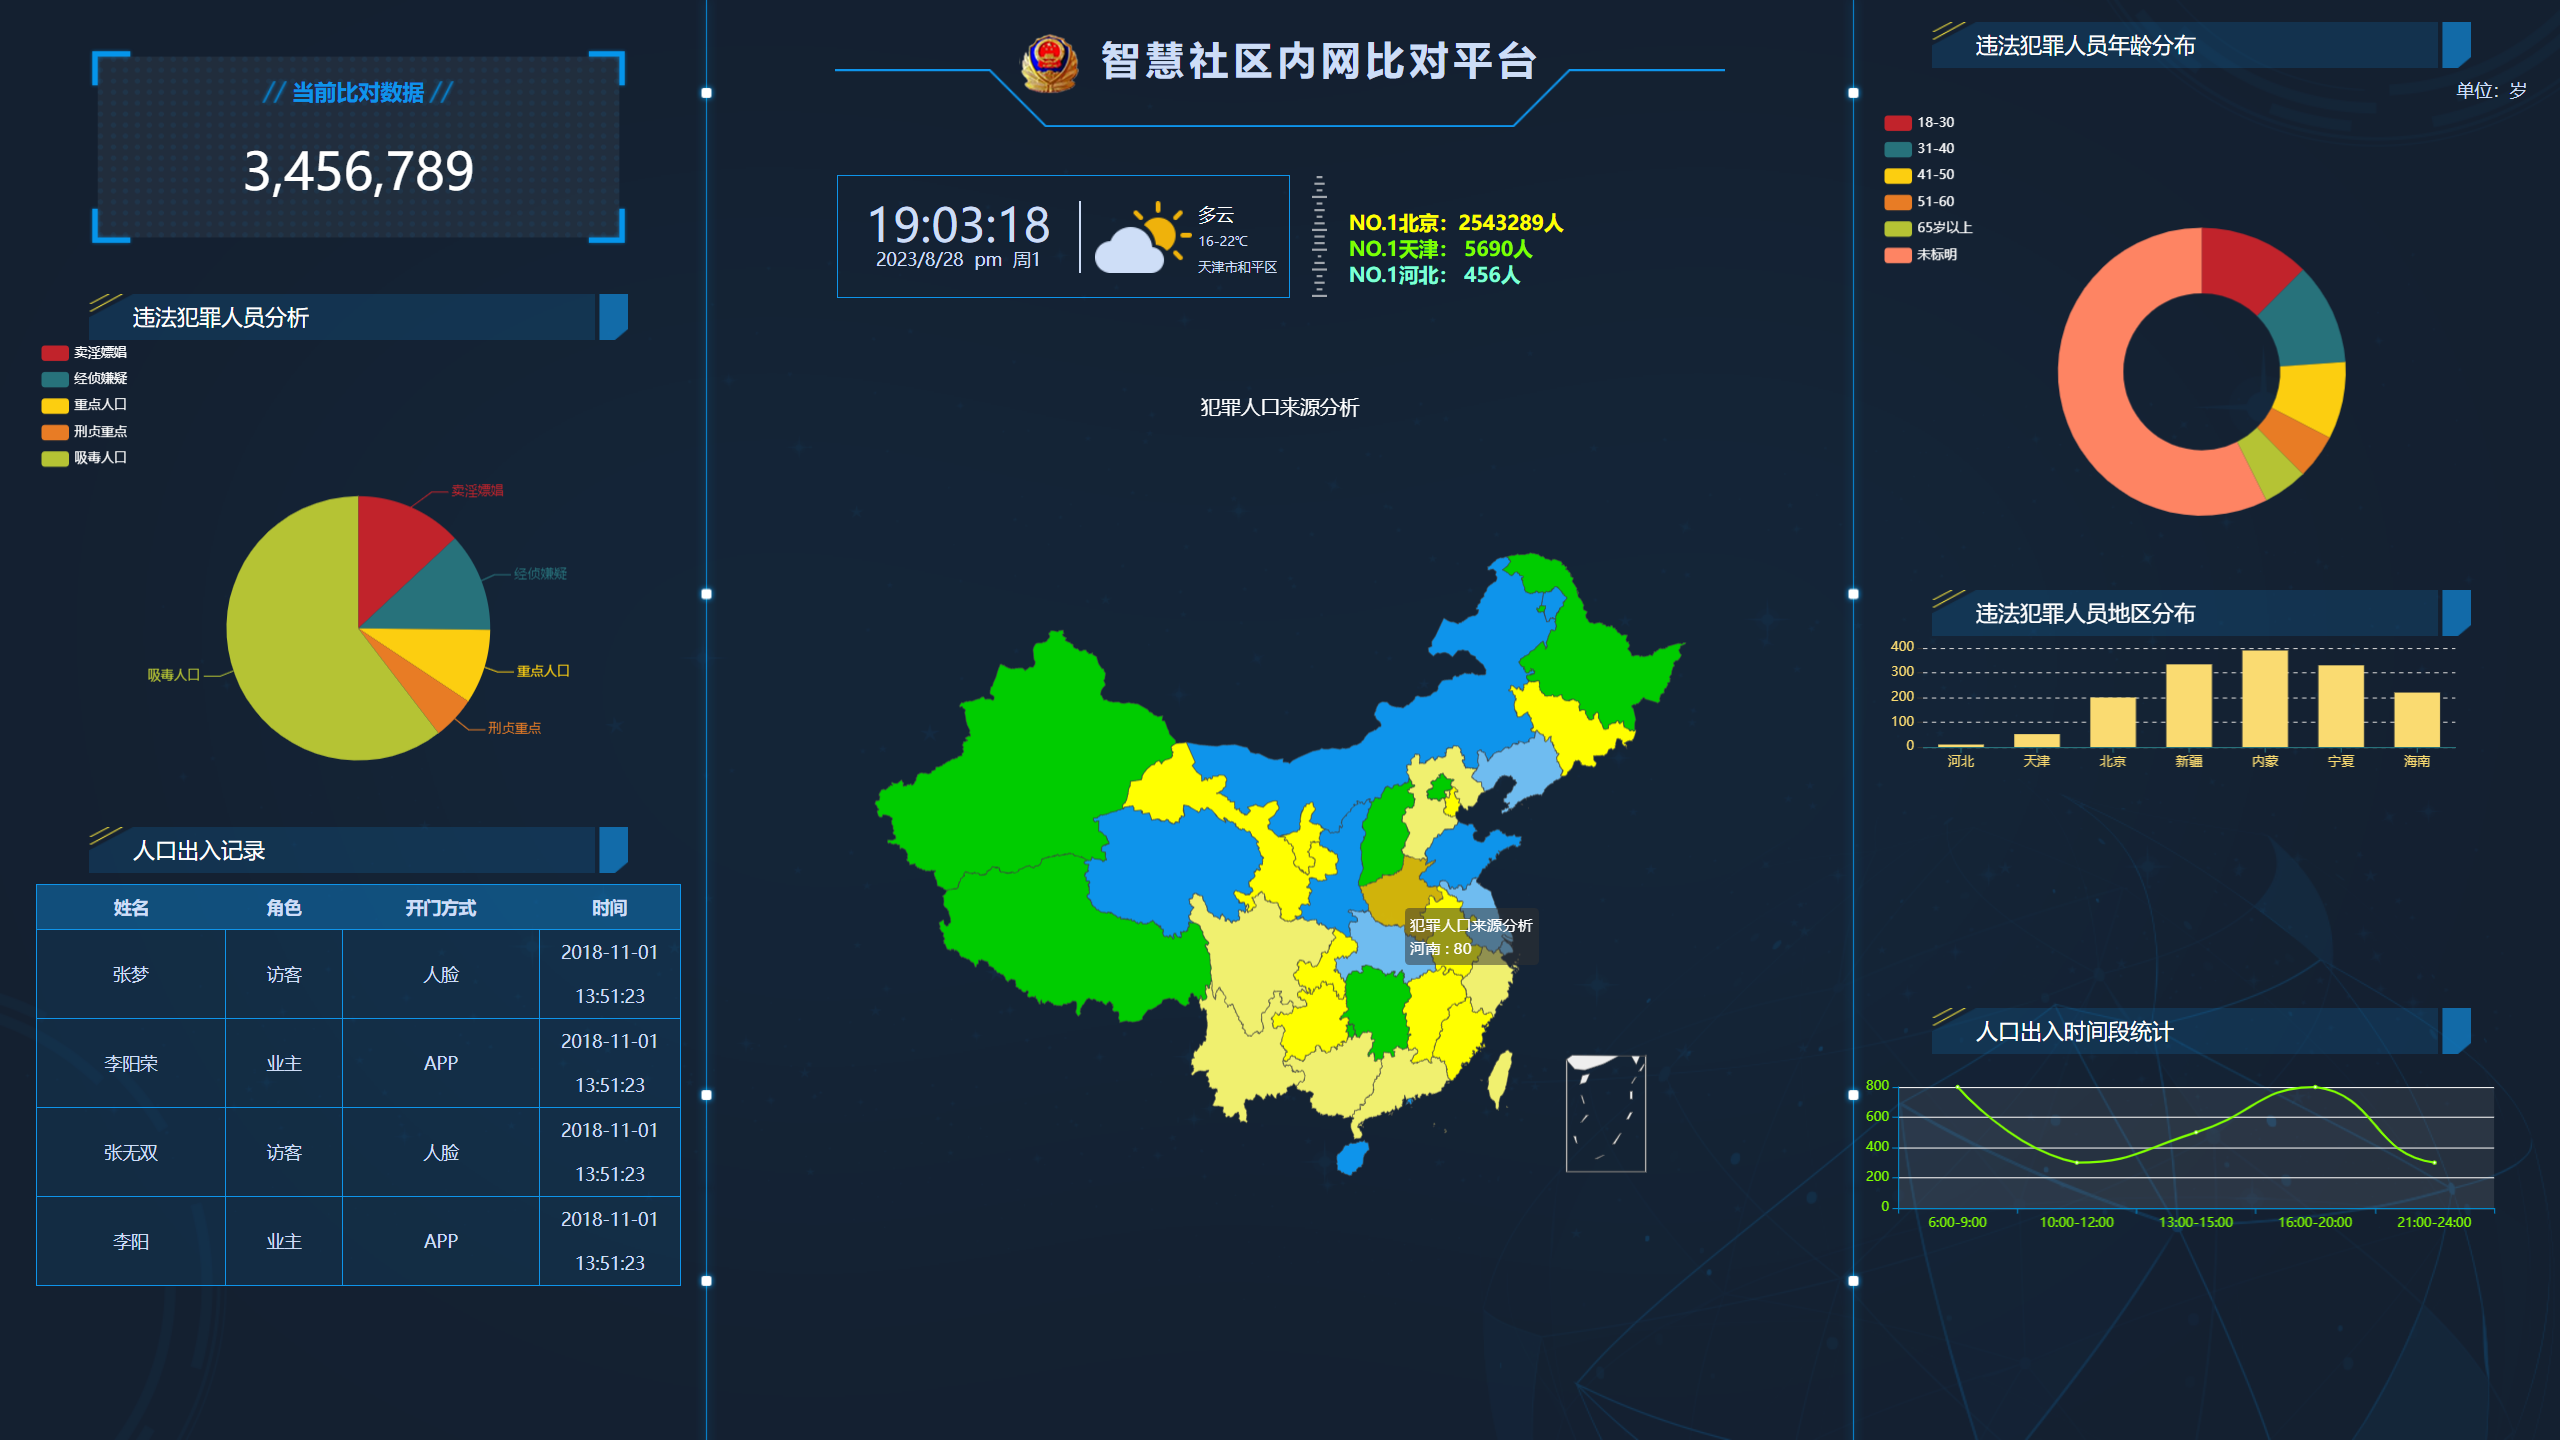 // 当前比对数据 //
3,456,789
违法犯罪人员分析
卖淫嫖娼
经侦嫌疑
重点人口
刑贞重点
吸毒人口
卖淫嫖娼
经侦嫌疑
重点人口
刑贞重点
吸毒人口
人口出入记录
姓名 角色 开门方式 时间
张梦 访客 人脸 2018-11-01 13:51:23
李阳荣 业主 APP 2018-11-01 13:51:23
张无双 访客 人脸 2018-11-01 13:51:23
李阳 业主 APP 2018-11-01 13:51:23
智慧社区内网比对平台
19:03:18
2023/8/28 pm 周1
多云
16-22℃
天津市和平区
NO.1北京：2543289人
NO.1天津： 5690人
NO.1河北： 456人
犯罪人口来源分析
犯罪人口来源分析
河南 : 80
违法犯罪人员年龄分布
单位：岁
18-30
31-40
41-50
51-60
65岁以上
未标明
违法犯罪人员地区分布
400
300
200
100
0
河北 天津 北京 新疆 内蒙 宁夏 海南
人口出入时间段统计
800
600
400
200
0
6:00-9:00 10:00-12:00 13:00-15:00 16:00-20:00 21:00-24:00